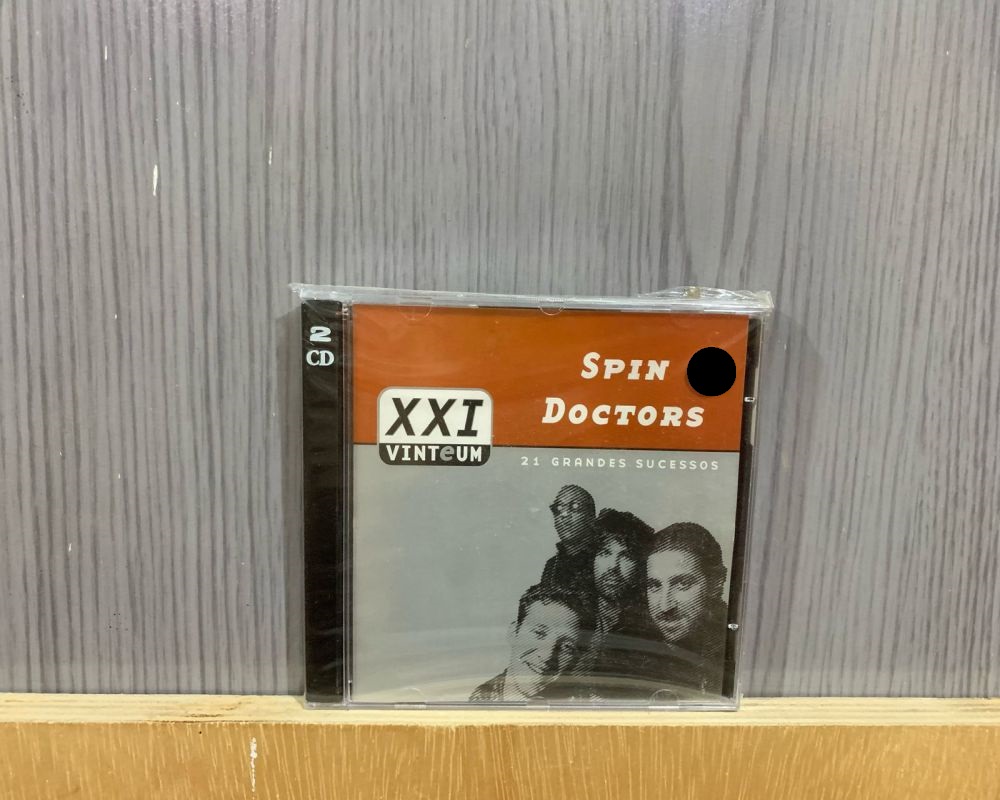 2
CD
SPIN
DOCTORS
XXI
VINTeUM
21 GRANDES SUCESSOS